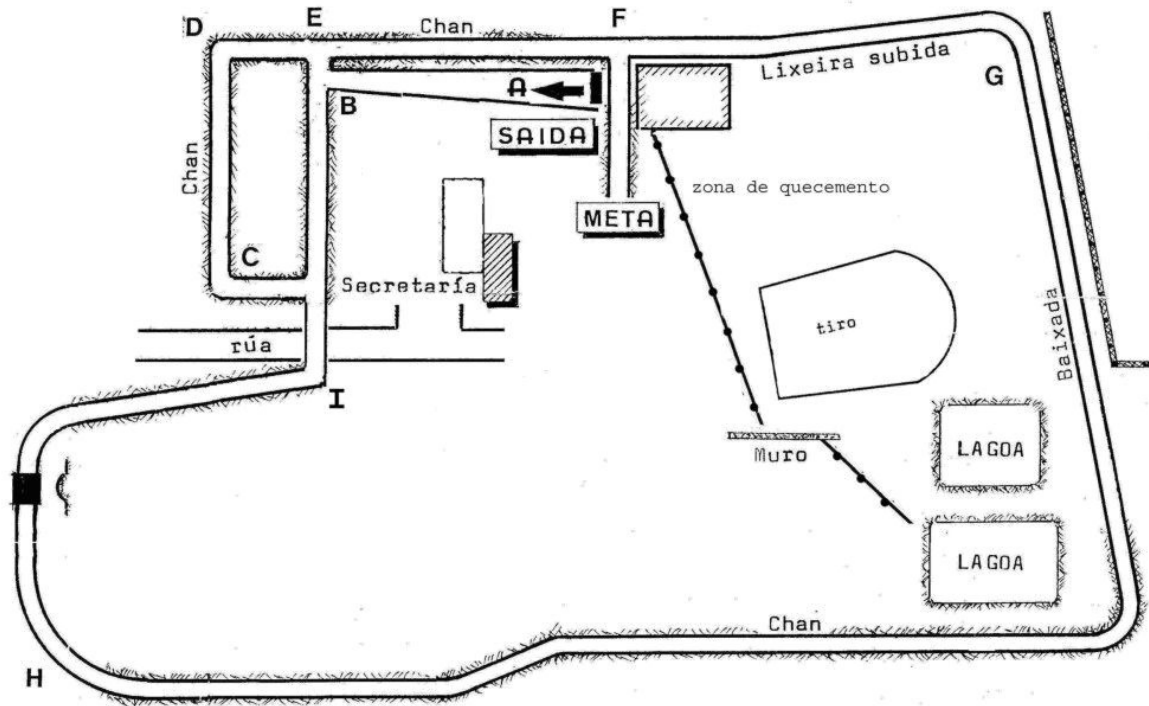 D
E
Chan
F
Lixeira subida
G
A
B
SAIDA
Chan
zona de quecemento
META
C
Secretaría
tiro
Baixada
rúa
I
Muro
LAGOA
LAGOA
Chan
H